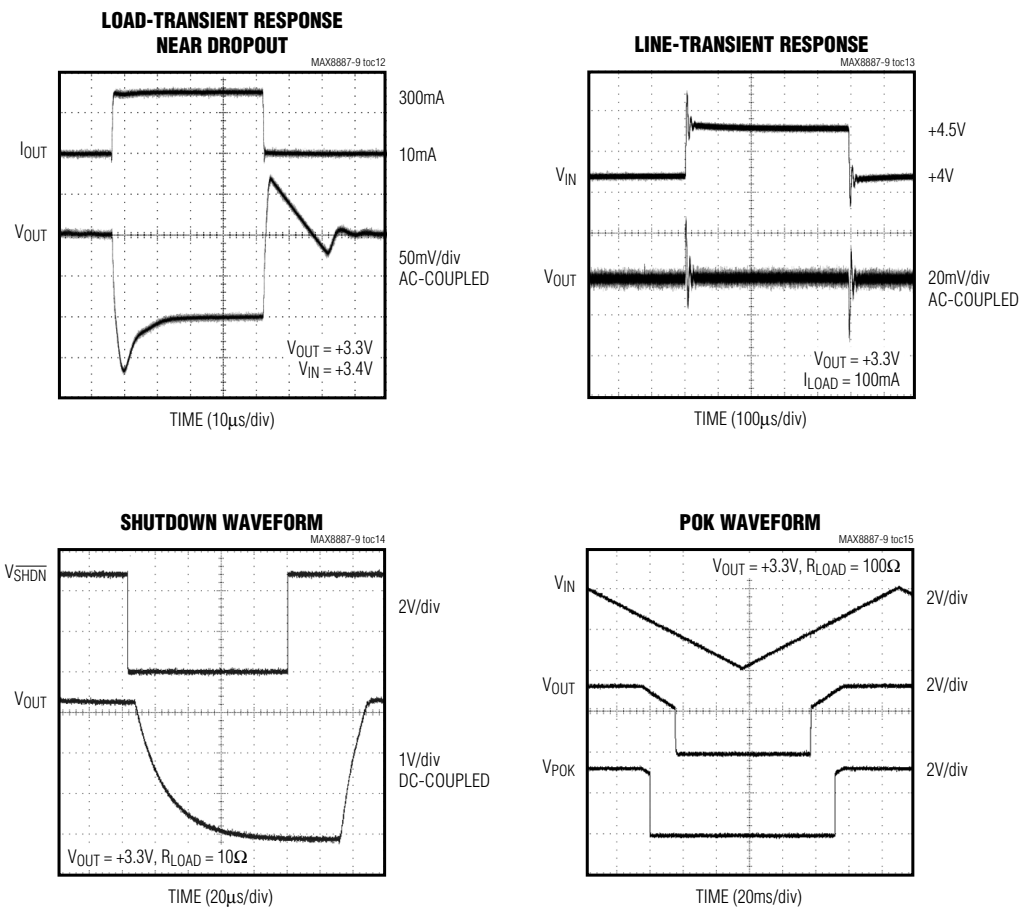 LOAD-TRANSIENT RESPONSE
NEAR DROPOUT
MAX8887-9 toc12
300mA
IOUT
10mA
VOUT
50mV/div
AC-COUPLED
VOUT = +3.3V
VIN = +3.4V
TIME (10μs/div)
LINE-TRANSIENT RESPONSE
MAX8887-9 toc13
+4.5V
VIN
+4V
VOUT
20mV/div
AC-COUPLED
VOUT = +3.3V
ILOAD = 100mA
TIME (100μs/div)
SHUTDOWN WAVEFORM
MAX8887-9 toc14
VSHDN
2V/div
VOUT
1V/div
DC-COUPLED
VOUT = +3.3V, RLOAD = 10Ω
TIME (20μs/div)
POK WAVEFORM
MAX8887-9 toc15
VOUT = +3.3V, RLOAD = 100Ω
VIN
2V/div
VOUT
2V/div
VPOK
2V/div
TIME (20ms/div)